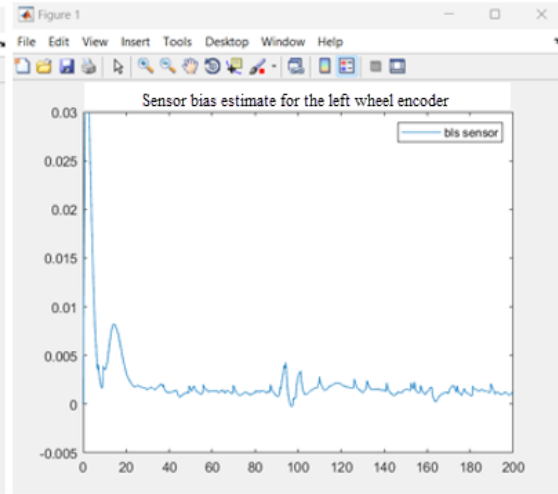 Figure 1
File Edit View Insert Tools Desktop Window Help
Sensor bias estimate for the left wheel encoder
bls sensor
0.03
0.025
0.02
0.015
0.01
0.005
0
-0.005
0 20 40 60 80 100 120 140 160 180 200